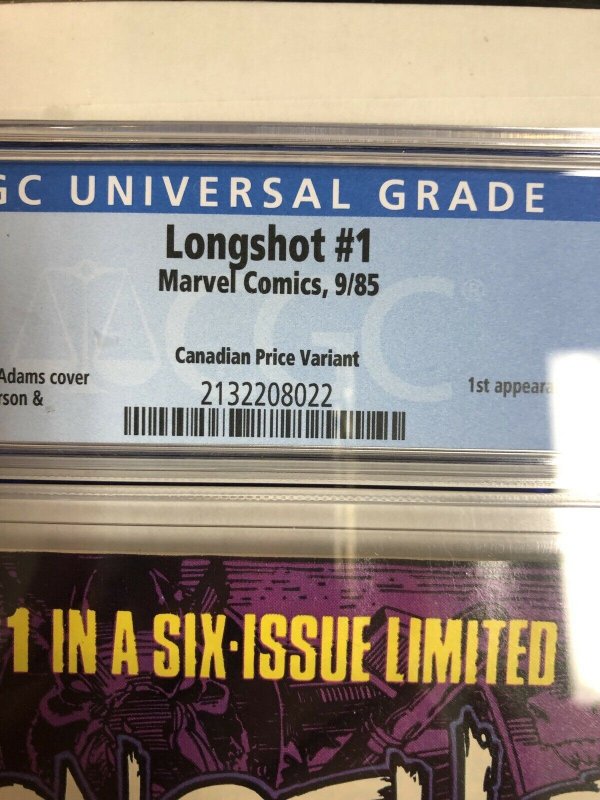 GC UNIVERSAL GRADE
Longshot #1
Marvel Comics, 9/85
CGC
Canadian Price Variant
Adams cover
rson &
2132208022
1st appeara
1 IN A SIX-ISSUE LIMITED